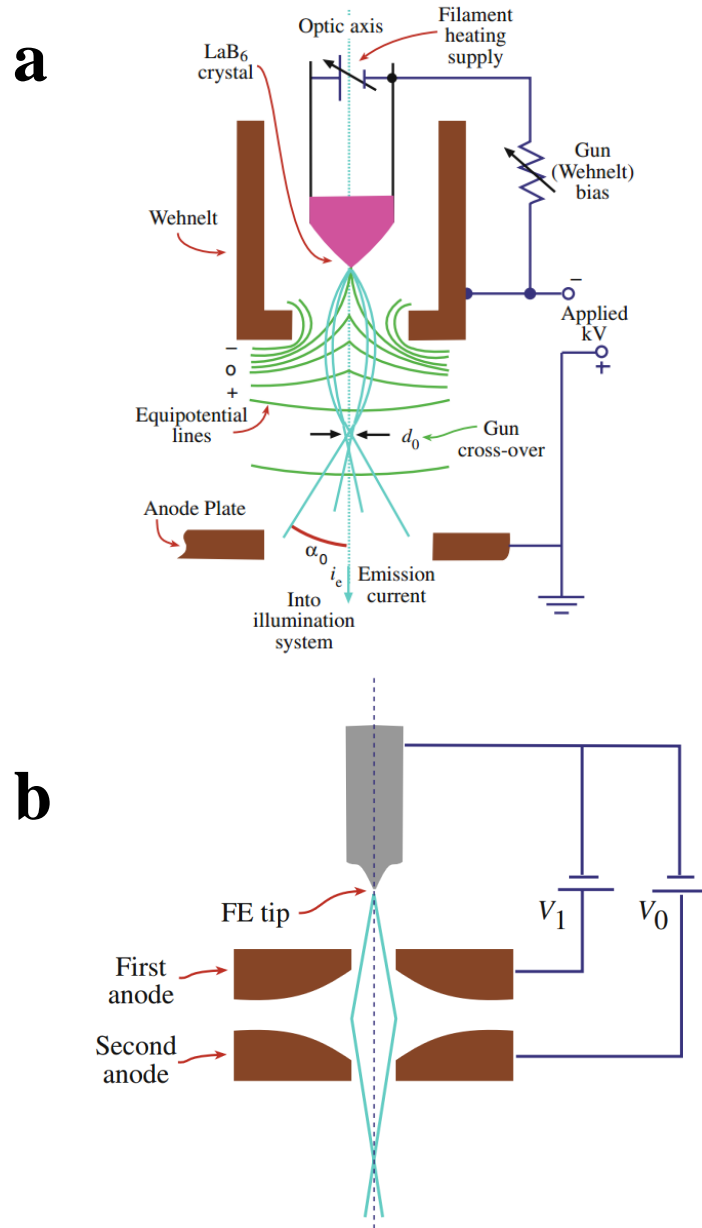 a
Optic axis
Filament
heating
supply
LaB6
crystal
Gun
(Wehnelt)
bias
Wehnelt
−
Applied
kV
+
−
o
+
Equipotential
lines
d0
Gun
cross-over
Anode Plate
α0
ie
Emission
current
Into
illumination
system
b
FE tip
V1
V0
First
anode
Second
anode